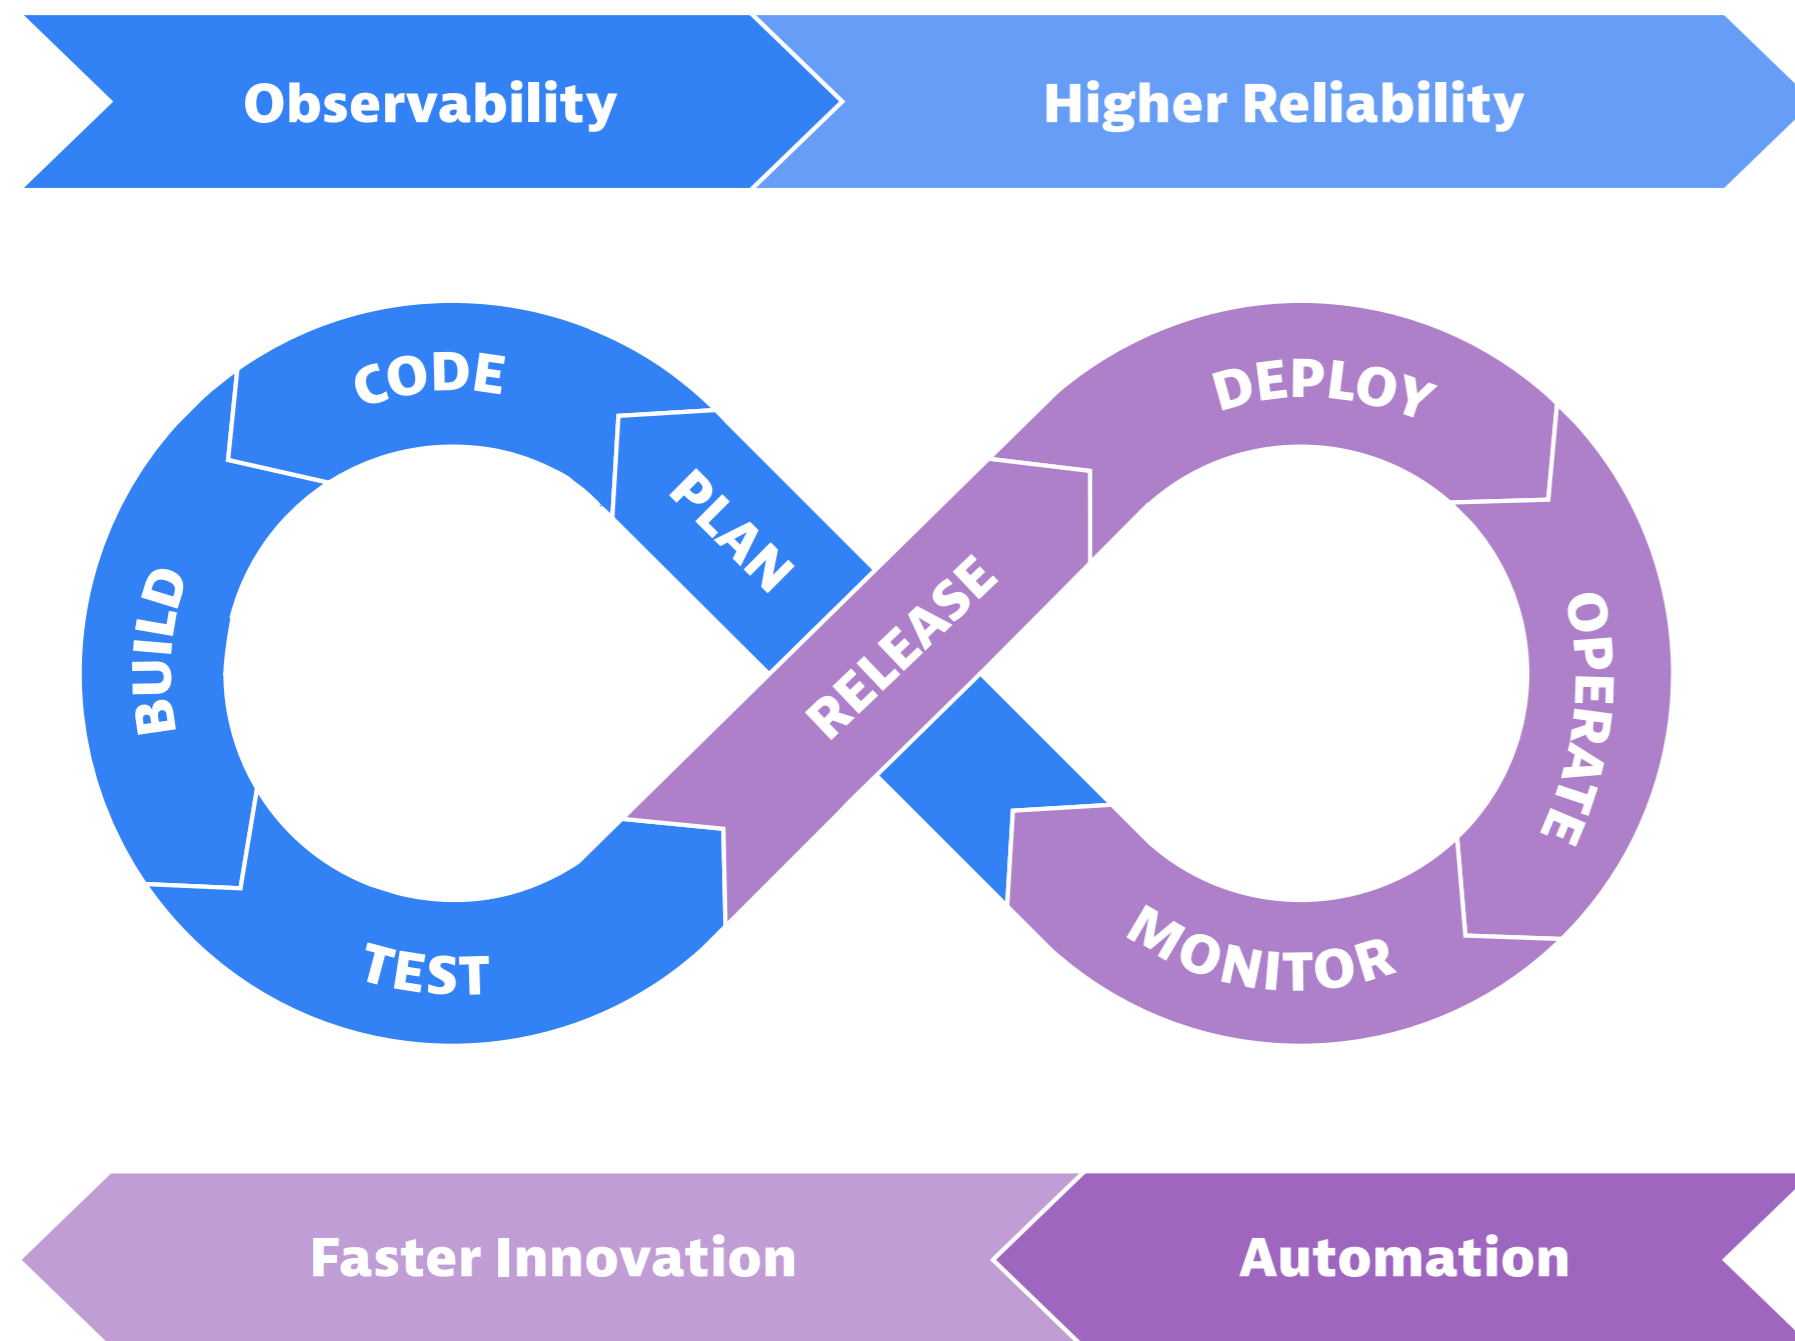 Observability
Higher Reliability
CODE
DEPLOY
PLAN
RELEASE
BUILD
OPERATE
TEST
MONITOR
Faster Innovation
Automation